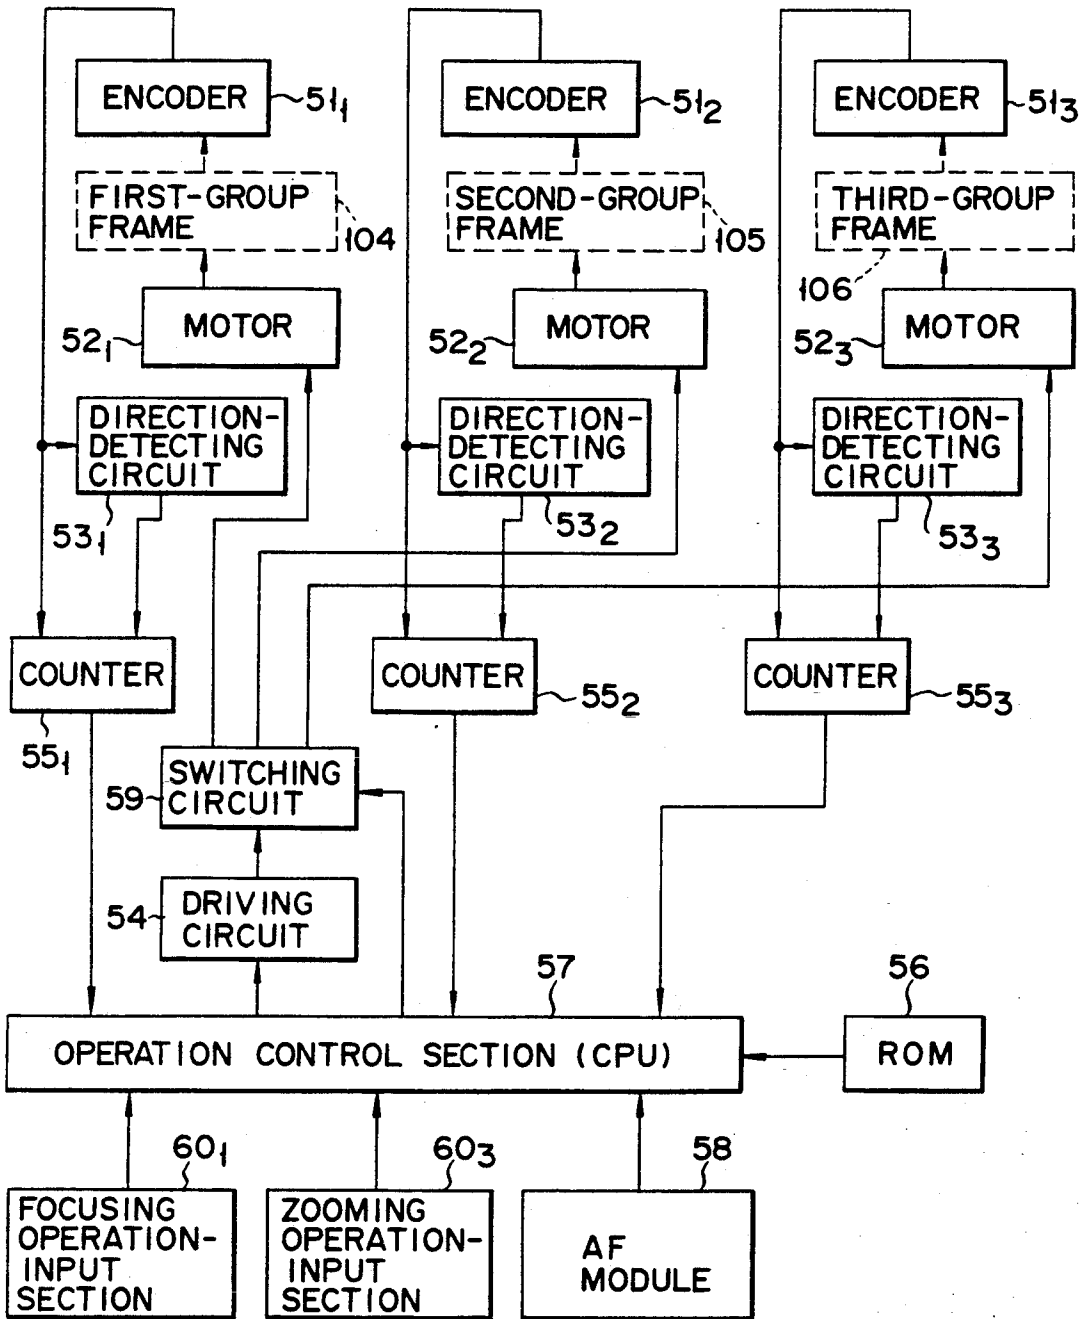 ENCODER 51₁
ENCODER 51₂
ENCODER 51₃
FIRST-GROUP
FRAME
104
SECOND-GROUP
FRAME
105
THIRD-GROUP
FRAME
106
MOTOR
52₁
MOTOR
52₂
MOTOR
52₃
DIRECTION-
DETECTING
CIRCUIT
53₁
DIRECTION-
DETECTING
CIRCUIT
53₂
DIRECTION-
DETECTING
CIRCUIT
53₃
COUNTER
55₁
COUNTER
55₂
COUNTER
55₃
SWITCHING
CIRCUIT
59
DRIVING
CIRCUIT
54
57
56
OPERATION CONTROL SECTION (CPU)
ROM
60₁
60₃
58
FOCUSING
OPERATION-
INPUT
SECTION
ZOOMING
OPERATION-
INPUT
SECTION
AF
MODULE